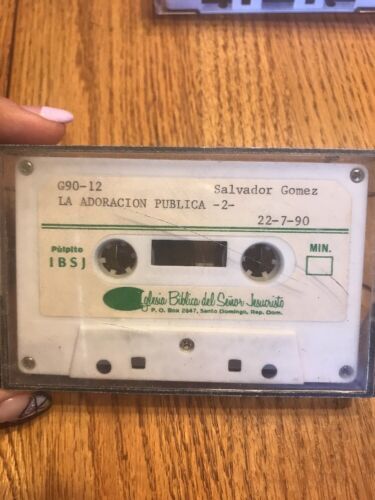 G90-12 Salvador Gomez
LA ADORACION PUBLICA -2-
22-7-90
Púlpito MIN.
IBSJ
Iglesia Bíblica del Señor Jesucristo
P. O. Box 2847, Santo Domingo, Rep. Dom.